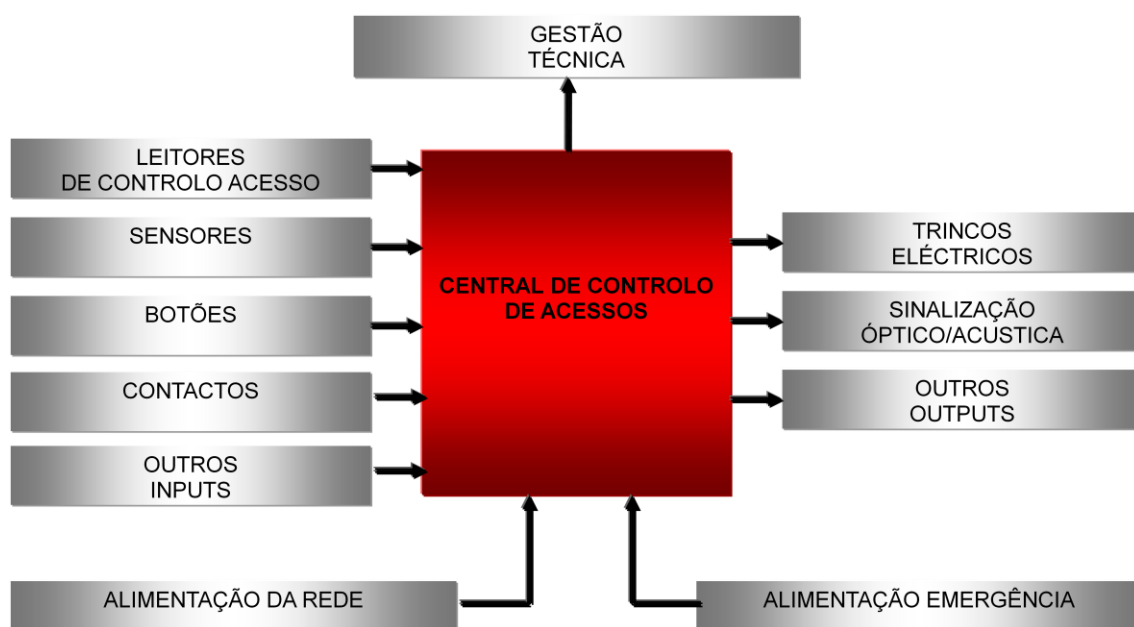 GESTÃO
TÉCNICA
LEITORES
DE CONTROLO ACESSO
SENSORES
BOTÕES
CONTACTOS
OUTROS
INPUTS
CENTRAL DE CONTROLO
DE ACESSOS
TRINCOS
ELÉCTRICOS
SINALIZAÇÃO
ÓPTICO/ACUSTICA
OUTROS
OUTPUTS
ALIMENTAÇÃO DA REDE
ALIMENTAÇÃO EMERGÊNCIA